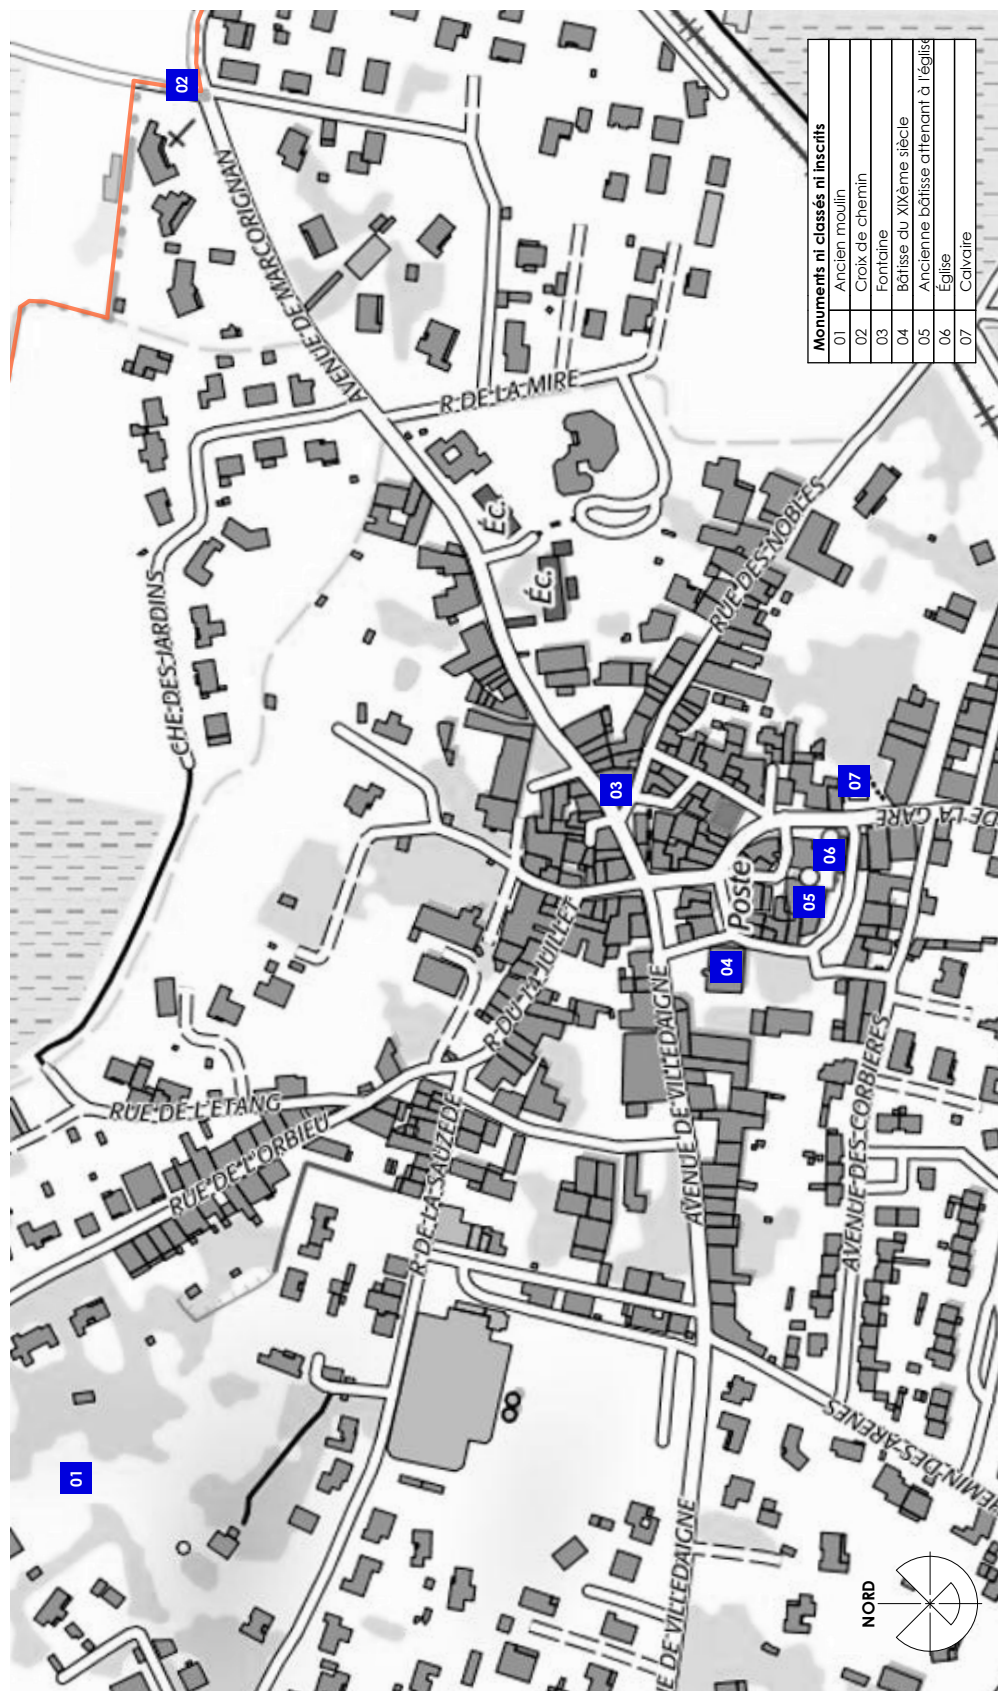 Monuments ni classés ni inscrits
01 Ancien moulin
02 Croix de chemin
03 Fontaine
04 Bâtisse du XIXème siècle
05 Ancienne bâtisse attenant à l'église
06 Église
07 Calvaire
02
AVENUE DE MARCORIGNAN
R DE LA MIRE
Éc.
Éc.
RUE DES NOBLES
CHE DES JARDINS
03
07
DE LA GARE
06
05
Poste
04
R DU 14 JUILLET
AVENUE DE VILLEDAIGNE
RUE DE L'ETANG
RUE DE L'ORBIEU
R DE LA SAUZEDE
AVENUE DES CORBIERES
HEMIN DES ARENES
01
E DE VILLEDAIGNE
NORD